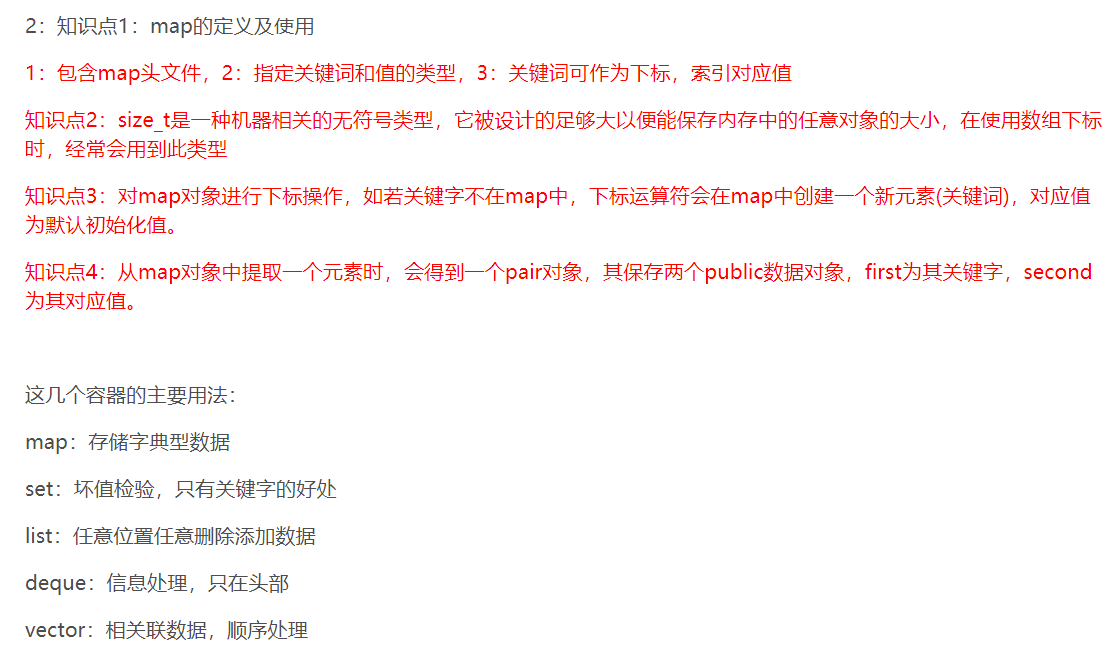 2：知识点1：map的定义及使用
1：包含map头文件，2：指定关键词和值的类型，3：关键词可作为下标，索引对应值
知识点2：size_t是一种机器相关的无符号类型，它被设计的足够大以便能保存内存中的任意对象的大小，在使用数组下标
时，经常会用到此类型
知识点3：对map对象进行下标操作，如若关键字不在map中，下标运算符会在map中创建一个新元素(关键词)，对应值
为默认初始化值。
知识点4：从map对象中提取一个元素时，会得到一个pair对象，其保存两个public数据对象，first为其关键字，second
为其对应值。
这几个容器的主要用法：
map：存储字典型数据
set：坏值检验，只有关键字的好处
list：任意位置任意删除添加数据
deque：信息处理，只在头部
vector：相关联数据，顺序处理